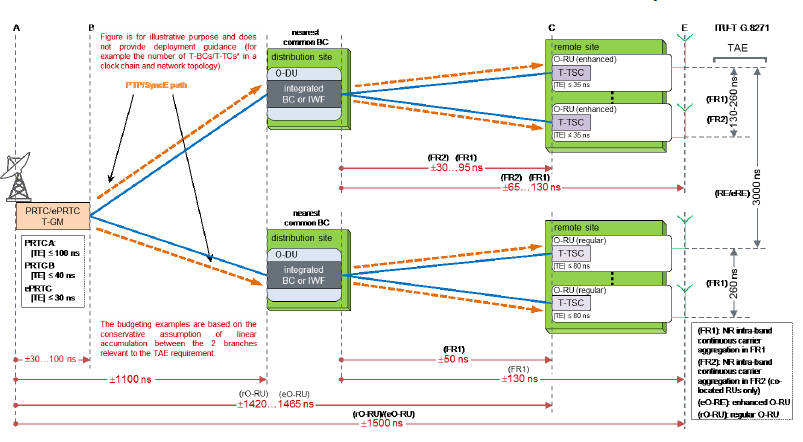 A
B
C
E
ITU-T G.8271
TAE
Figure is for illustrative purpose and does
not provide deployment guidance (for
example the number of T-BCs/T-TCs" in a
clock chain and network topology).
PTP/SyncE path
nearest
common BC
distribution site
O-DU
integrated
BC or IWF
remote site
O-RU (enhanced)
T-TSC
|TE| ≤ 35 ns
O-RU (enhanced)
T-TSC
|TE| ≤ 35 ns
(FR1)
(FR2)
130-260 ns
(FR2) (FR1)
±30...95 ns
(FR2) (FR1)
±65...130 ns
(RE/eRE)
3000 ns
PRTC/ePRTC
T-GM
PRTCA:
|TE| ≤ 100 ns
PRTCB
|TE| ≤ 40 ns
ePRTC
|TE| ≤ 30 ns
nearest
common BC
distribution site
O-DU
integrated
BC or IWF
remote site
O-RU (regular)
T-TSC
|TE| ≤ 80 ns
O-RU (regular)
T-TSC
|TE| ≤ 80 ns
(FR1)
260 ns
The budgeting examples are based on the
conservative assumption of linear
accumulation between the 2 branches
relevant to the TAE requirement.
(FR1): NR intra-band
continuous carrier
aggregation in FR1
(FR2): NR intra-band
continuous carrier
aggregation in FR2 (co-
located RUs only)
(eO-RE): enhanced O-RU
(rO-RU): regular O-RU
±30...100 ns
(FR1)
±50 ns
±1100 ns
(FR1)
±130 ns
(rO-RU) (eO-RU)
±1420...1465 ns
(rO-RU)/(eO-RU)
±1500 ns